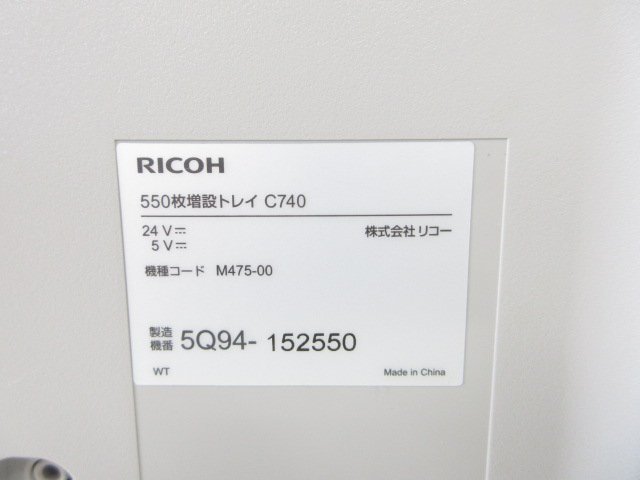 RICOH
550枚増設トレイ C740
24 V⎓ 株式会社 リコー
5 V⎓
機種コード M475-00
製造
機番 5Q94- 152550
WT Made in China